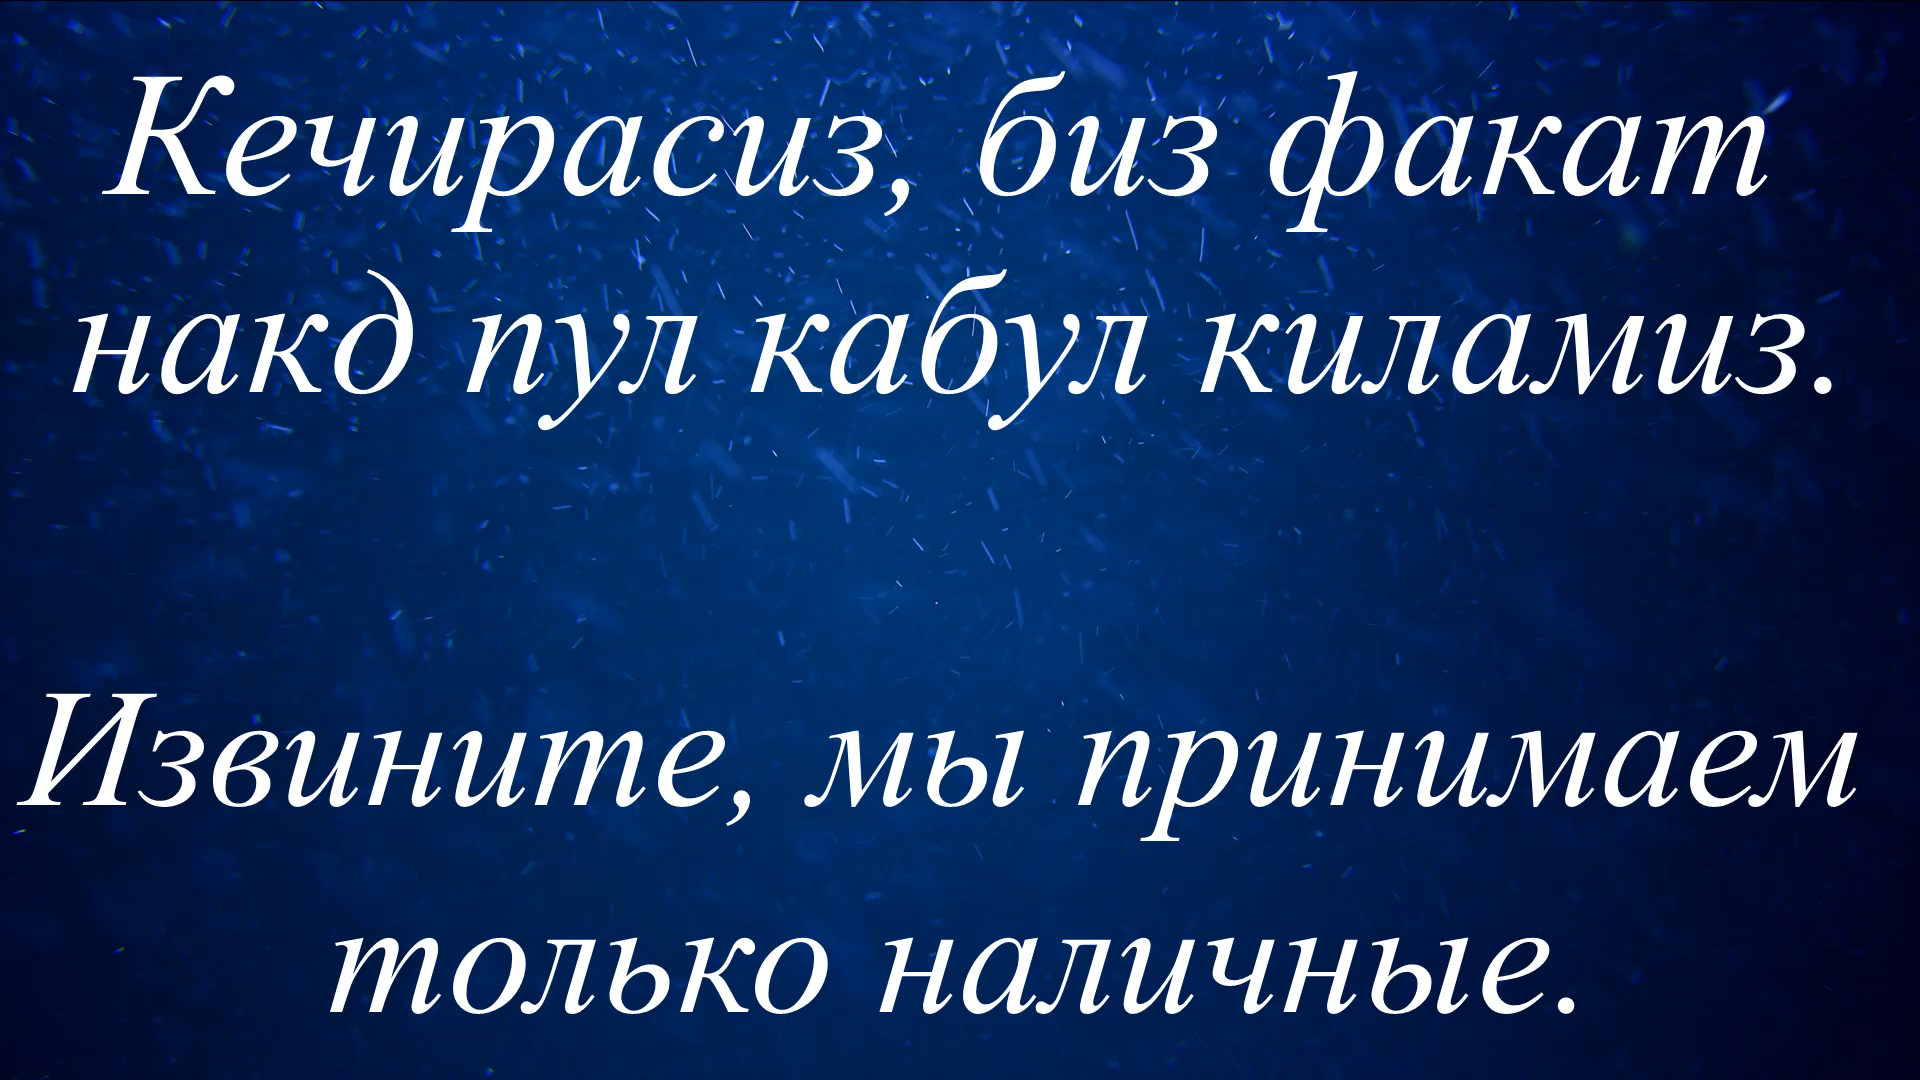 Кечирасиз, биз факат
накд пул кабул киламиз.
Извините, мы принимаем
только наличные.